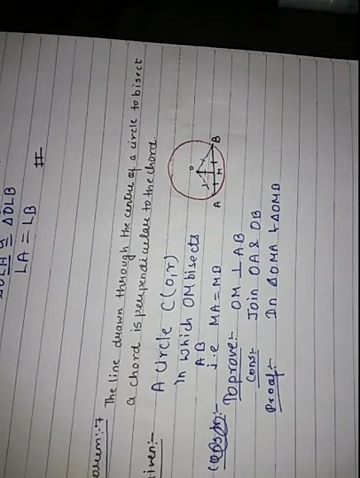 ΔOLB
LA = LB
#
:-7 The line drawn through the centre of a circle to bisect
a chord is perpendicular to the chord.
iven:- A circle C(O,r)
In which OM bisects
AB
i.e MA = MB
To prove:- OM ⊥ AB
Const:- Join OA & OB
Proof:- In ΔOMA & ΔOMB
O
A
M
B